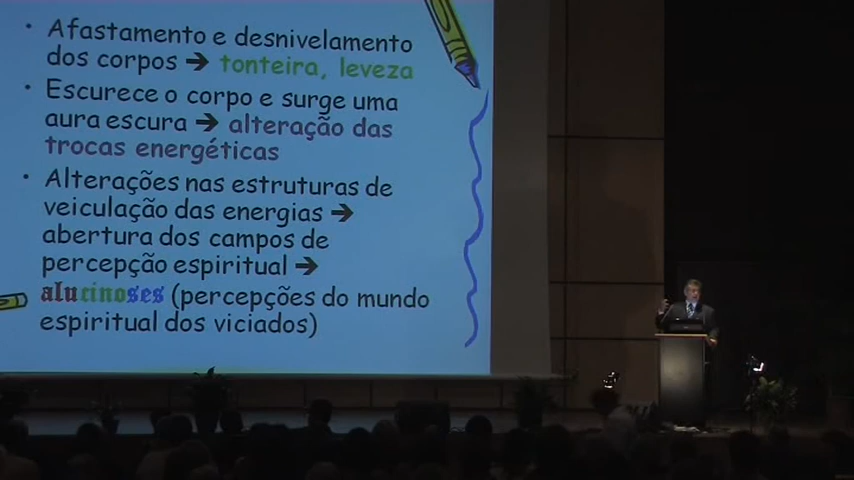 • Afastamento e desnivelamento
dos corpos ➔ tonteira, leveza
• Escurece o corpo e surge uma
aura escura ➔ alteração das
trocas energéticas
• Alterações nas estruturas de
veiculação das energias ➔
abertura dos campos de
percepção espiritual ➔
alucinoses (percepções do mundo
espiritual dos viciados)